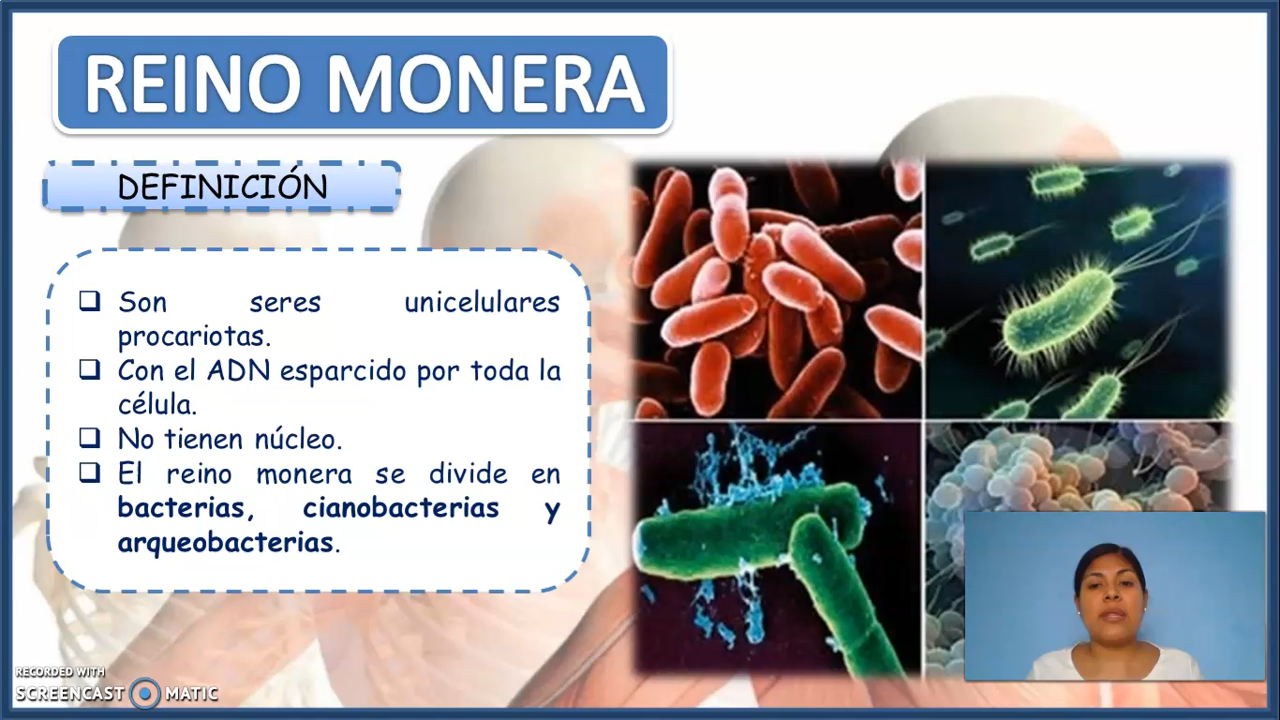 REINO MONERA
DEFINICIÓN
❑ Son seres unicelulares
procariotas.
❑ Con el ADN esparcido por toda la
célula.
❑ No tienen núcleo.
❑ El reino monera se divide en
bacterias, cianobacterias y
arqueobacterias.
RECORDED WITH
SCREENCAST MATIC